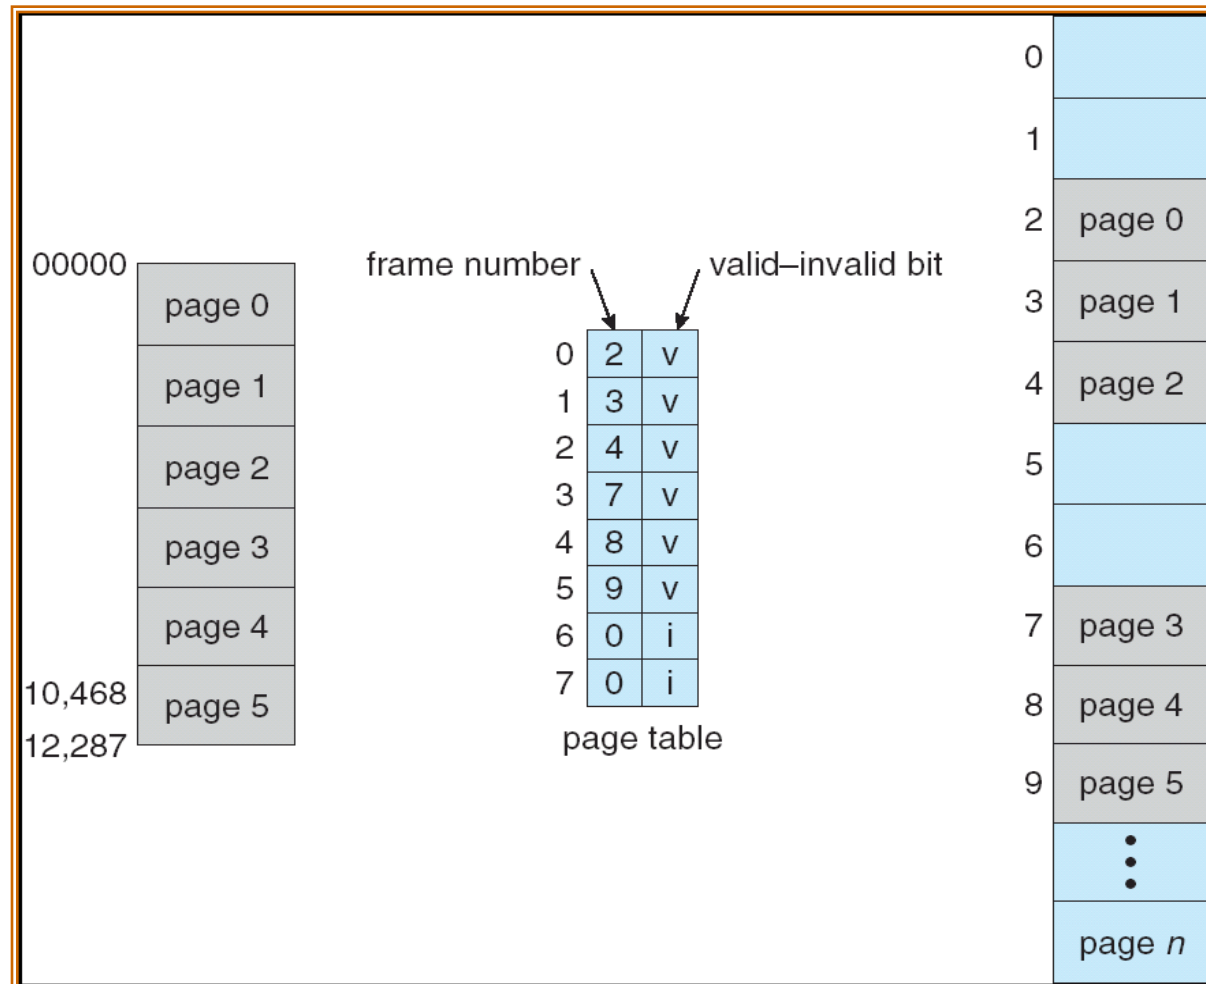 00000
page 0
page 1
page 2
page 3
page 4
10,468
page 5
12,287
frame number
valid–invalid bit
0 2 v
1 3 v
2 4 v
3 7 v
4 8 v
5 9 v
6 0 i
7 0 i
page table
0
1
2 page 0
3 page 1
4 page 2
5
6
7 page 3
8 page 4
9 page 5
page n